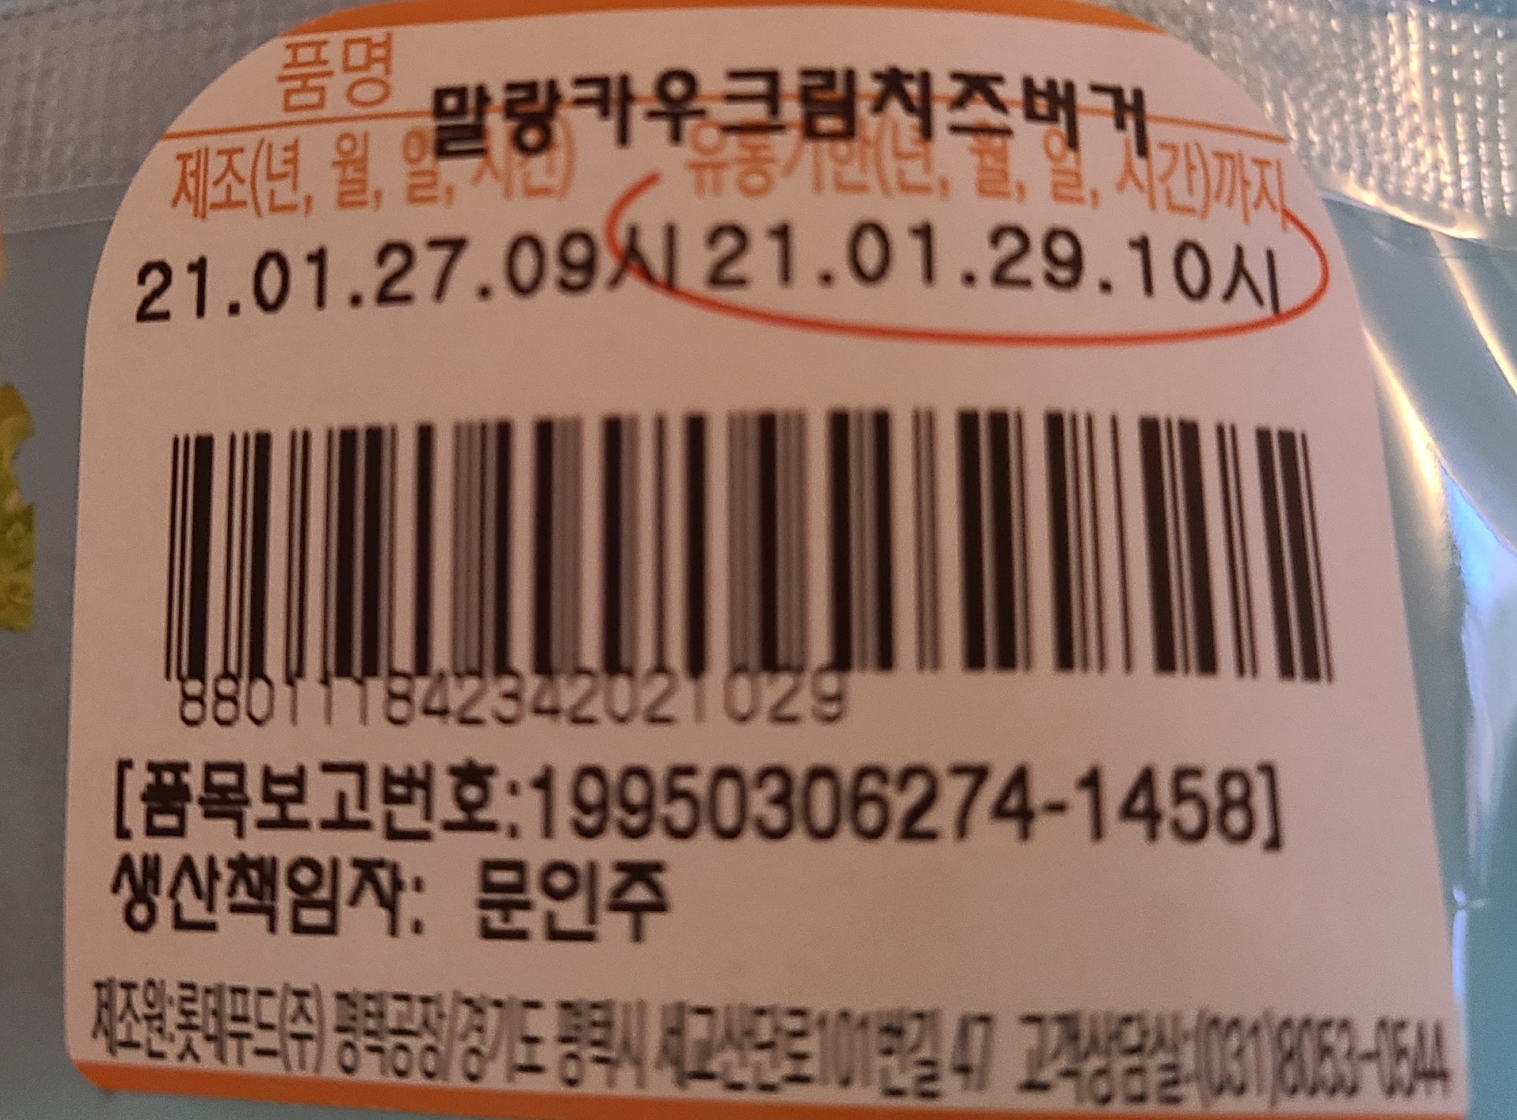 품명 말랑카우크림치즈버거
제조(년, 월, 일, 시간) 유통기한(년, 월, 일, 시간)까지
21.01.27.09시 21.01.29.10시
8801111842342021029
[품목보고번호:19950306274-1458]
생산책임자: 문인주
제조원:롯데푸드(주) 평택공장/경기도 평택시 세교산단로101번길 47 고객상담실:(031)8053-0544